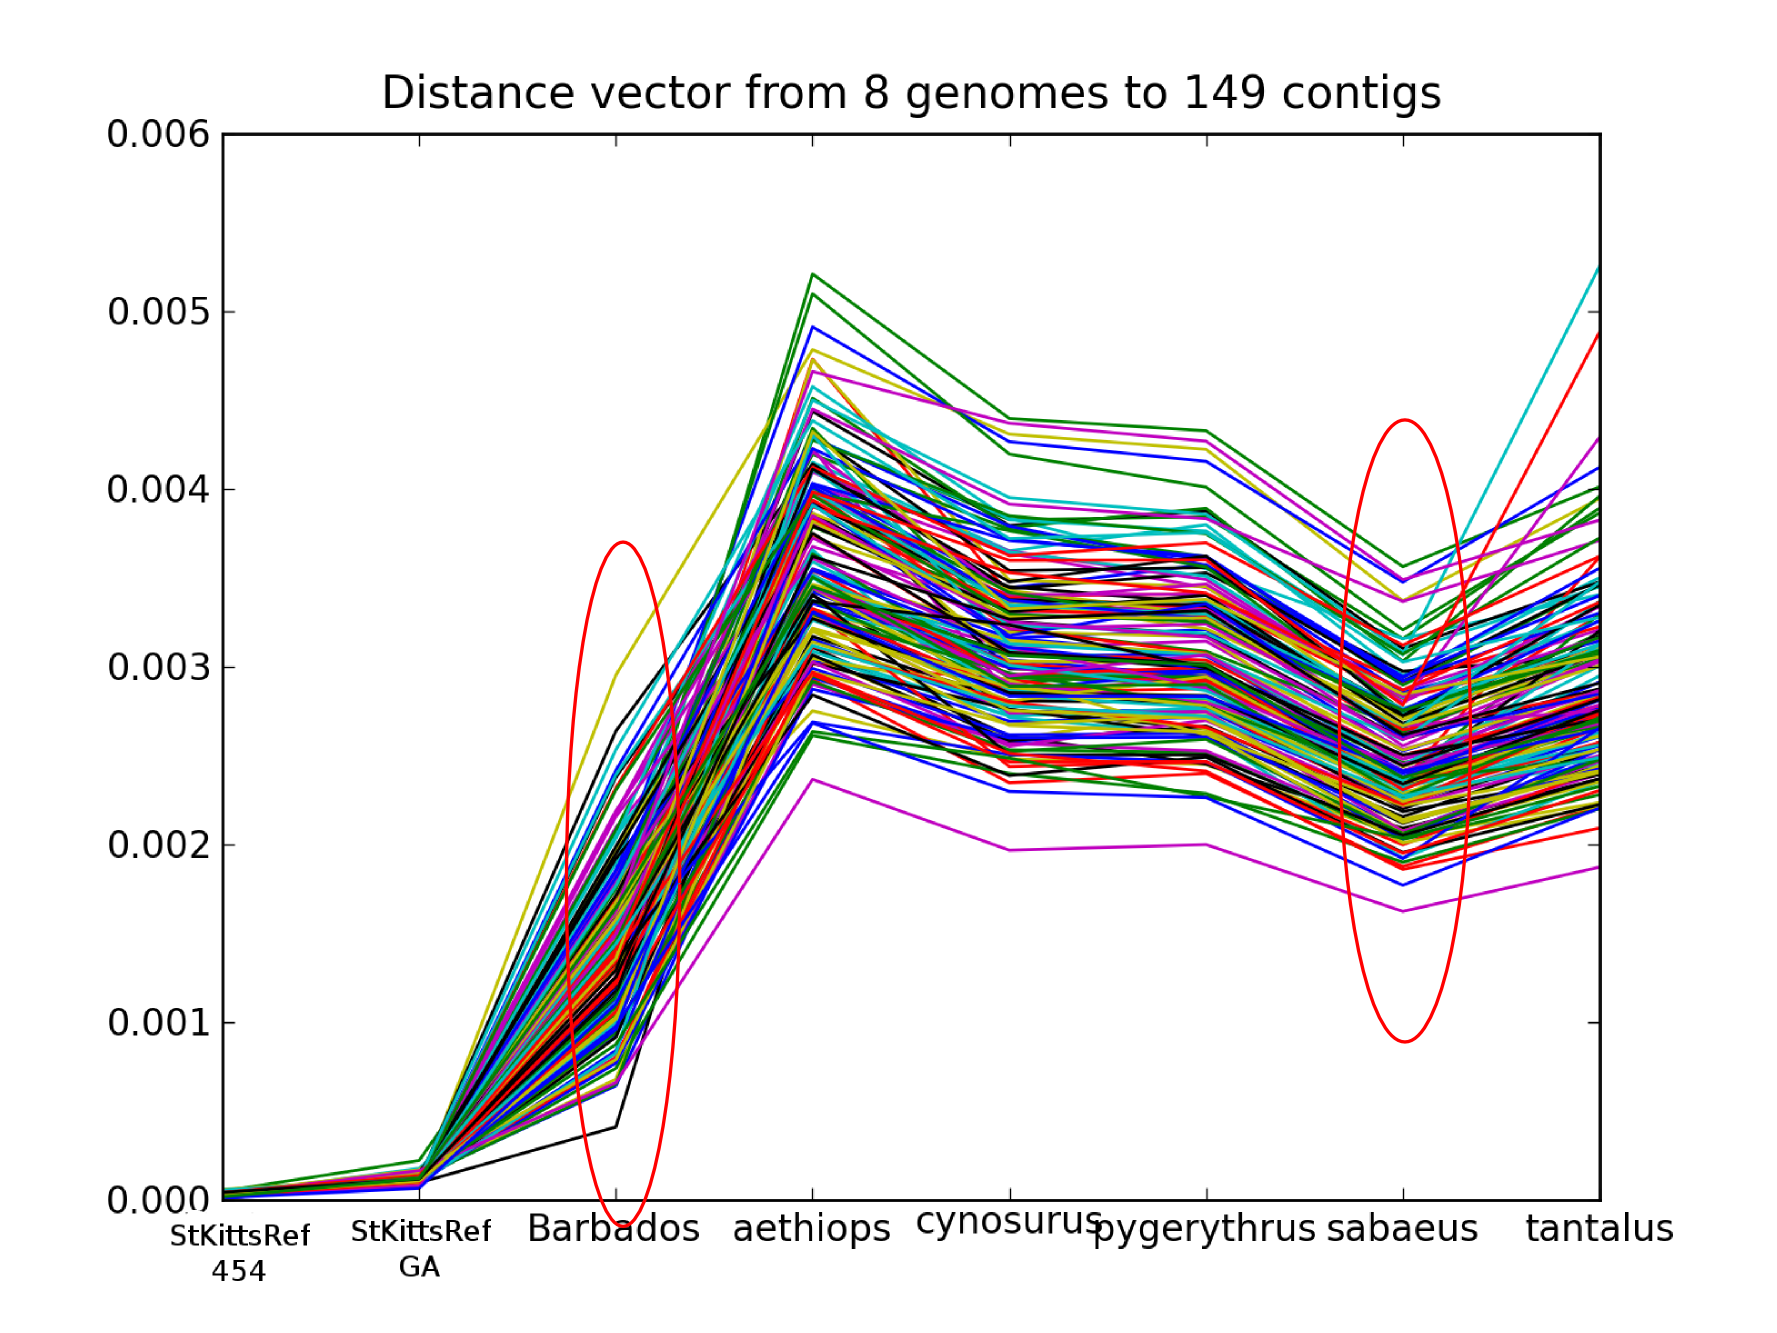 Distance vector from 8 genomes to 149 contigs
0.006
0.005
0.004
0.003
0.002
0.001
0.000
StKittsRef
454
StKittsRef
GA
Barbados
aethiops
cynosurus
pygerythrus
sabaeus
tantalus